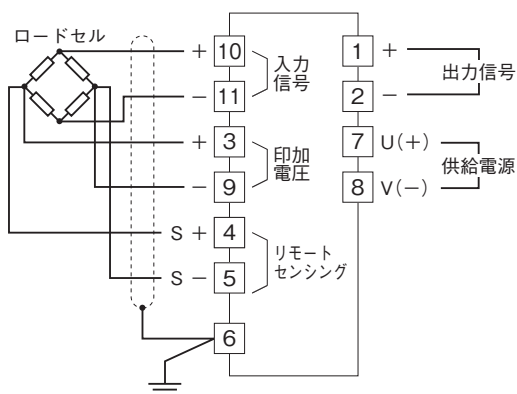 ロードセル
+ 10
入力
信号
− 11
+ 3
印加
電圧
− 9
S + 4
リモート
センシング
S − 5
6
1 +
出力信号
2 −
7 U(+)
供給電源
8 V(−)